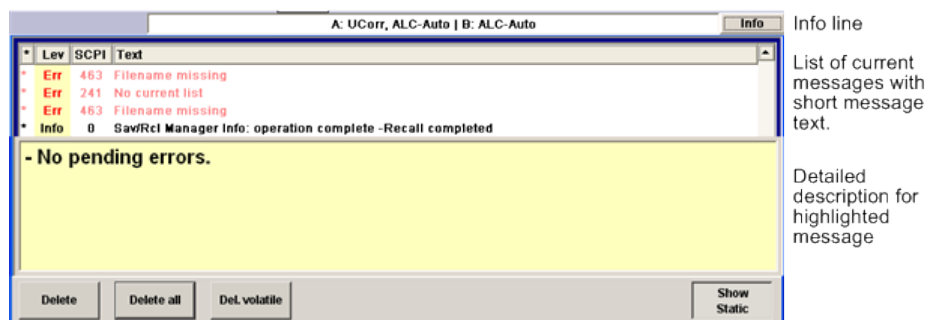 A: UCorr, ALC-Auto | B: ALC-Auto
Info
Info line
* Lev SCPI Text
* Err 463 Filename missing
* Err 241 No current list
* Err 463 Filename missing
* Info 0 Sav/Rcl Manager Info: operation complete -Recall completed
List of current
messages with
short message
text.
- No pending errors.
Detailed
description for
highlighted
message
Delete
Delete all
Del. volatile
Show
Static